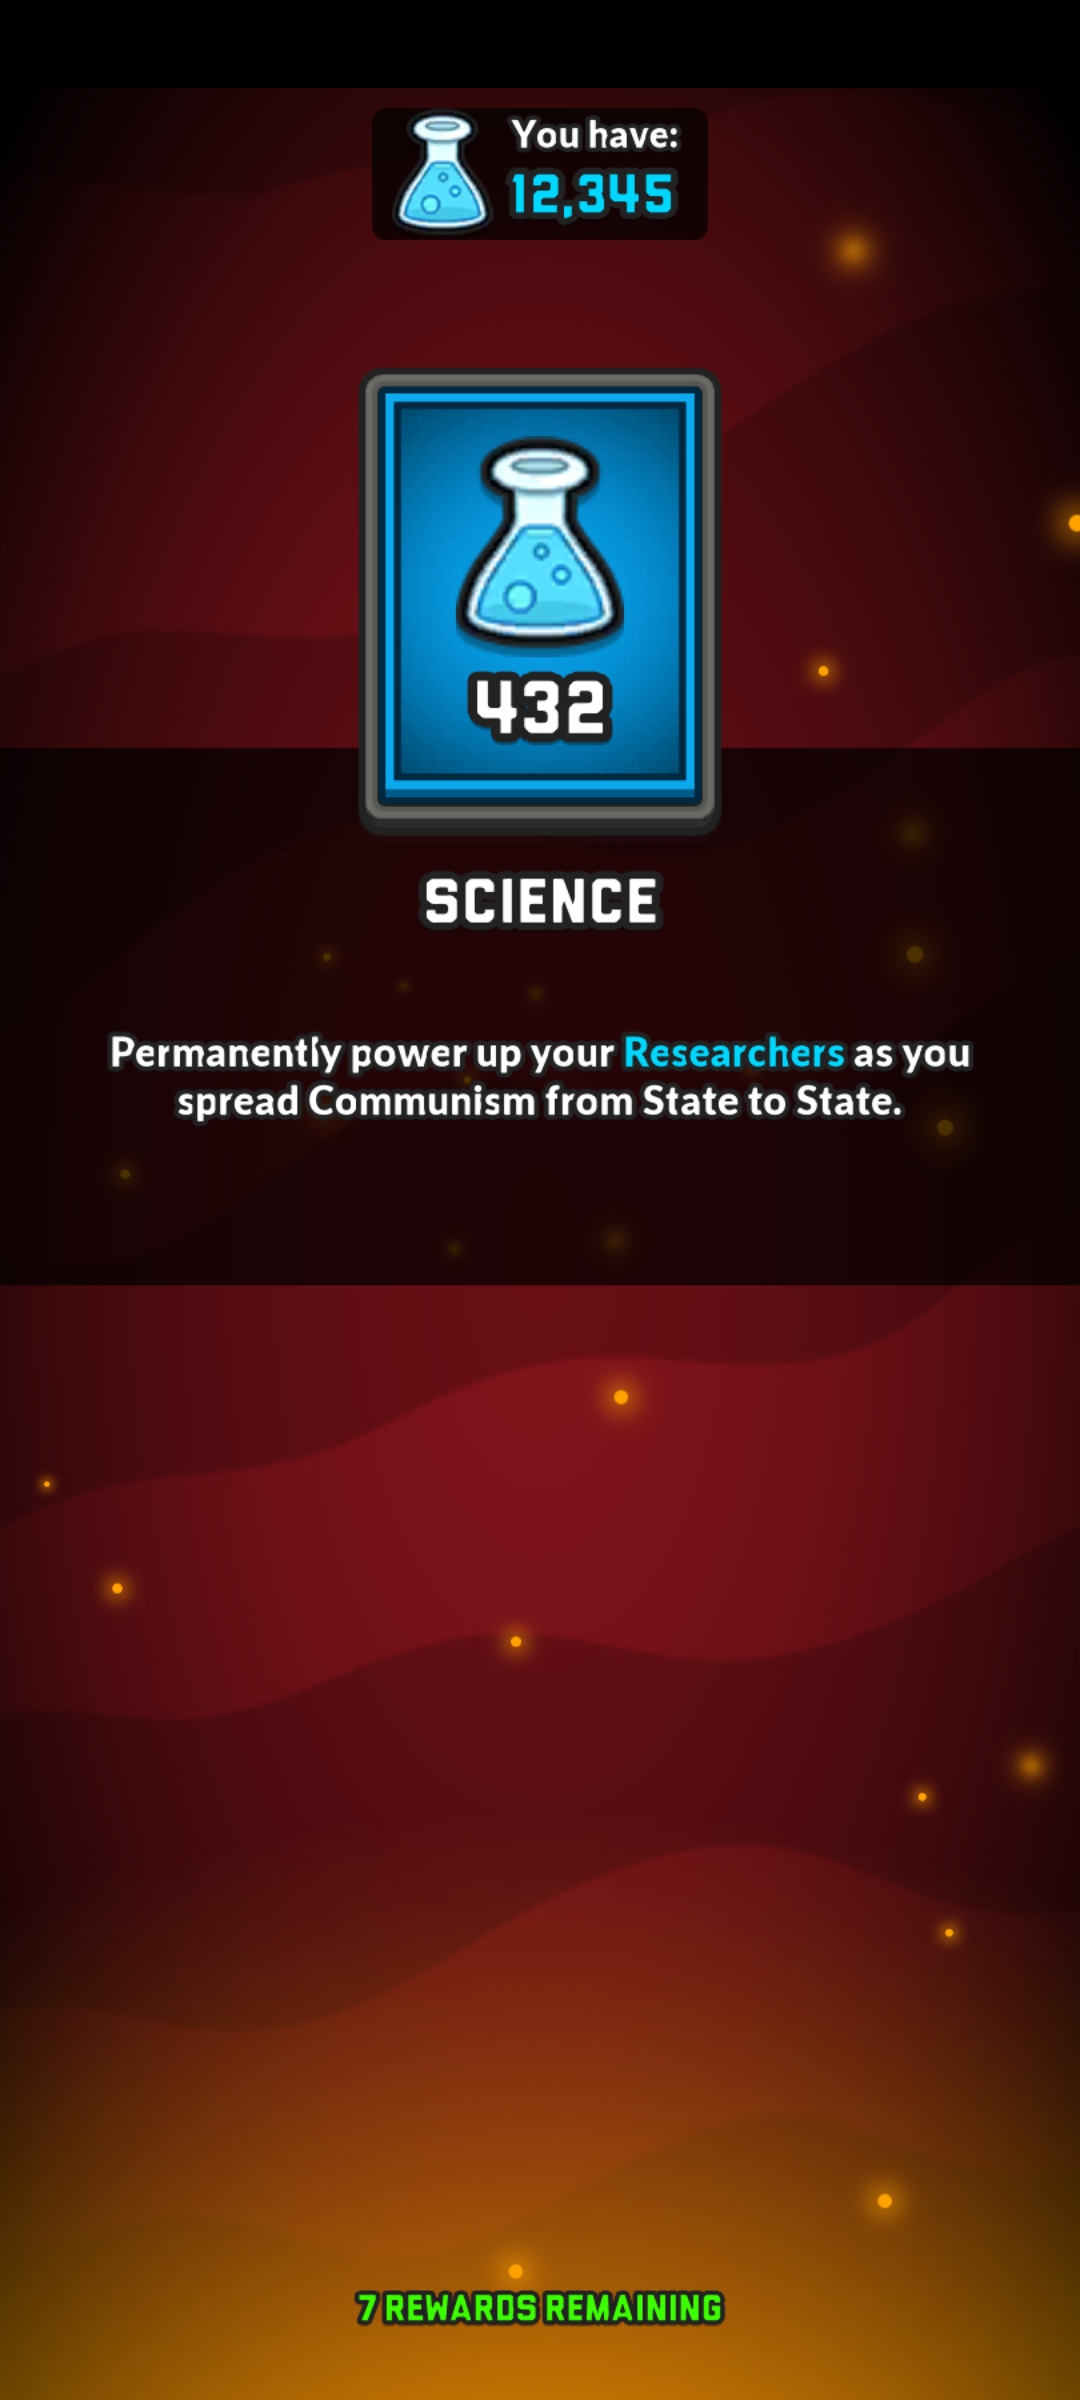 You have:
12,345
432
SCIENCE
Permanently power up your Researchers as you
spread Communism from State to State.
7 REWARDS REMAINING